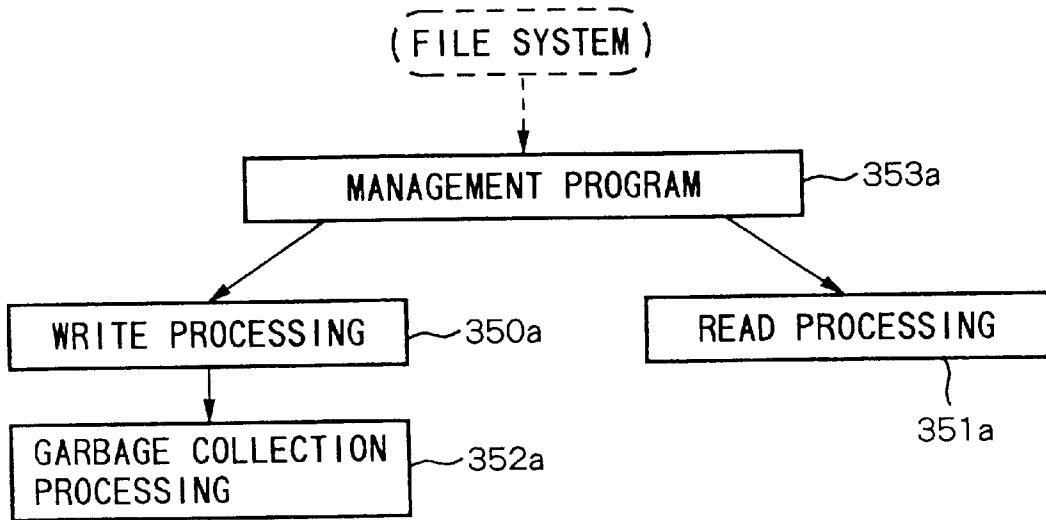 (FILE SYSTEM)
MANAGEMENT PROGRAM
353a
WRITE PROCESSING
350a
READ PROCESSING
351a
GARBAGE COLLECTION
PROCESSING
352a